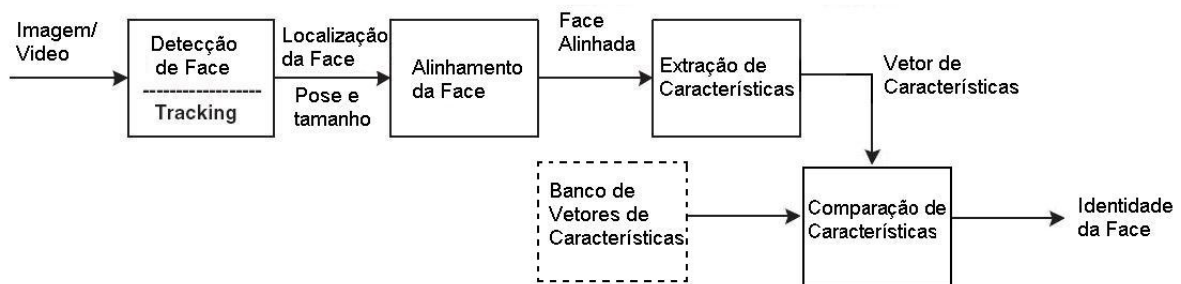 Imagem/
Video
Detecção
de Face
Tracking
Localização
da Face
Pose e
tamanho
Alinhamento
da Face
Face
Alinhada
Extração de
Características
Vetor de
Características
Banco de
Vetores de
Características
Comparação de
Características
Identidade
da Face